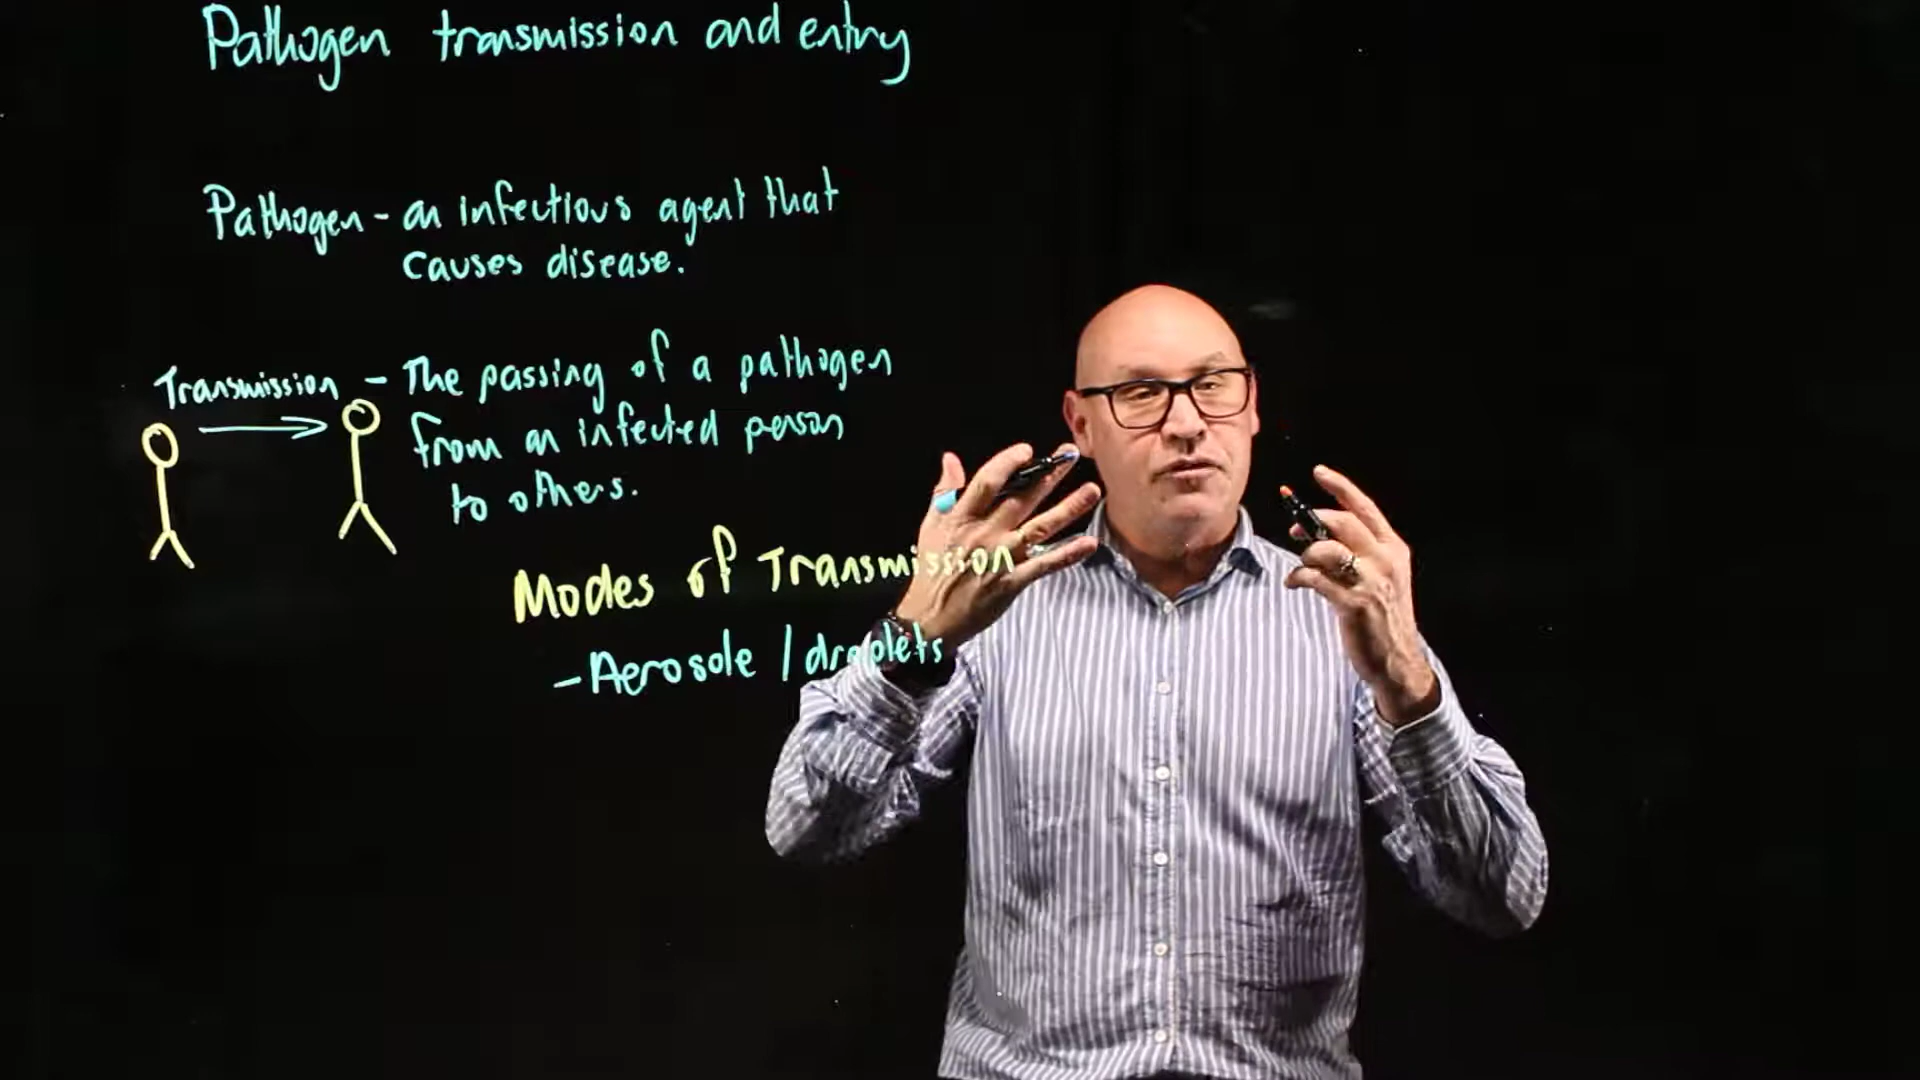 Pathogen transmission and entry
Pathogen - an infectious agent that
causes disease.
Transmission - The passing of a pathogen
from an infected person
to others.
Modes of Transmission
- Aerosole / droplets